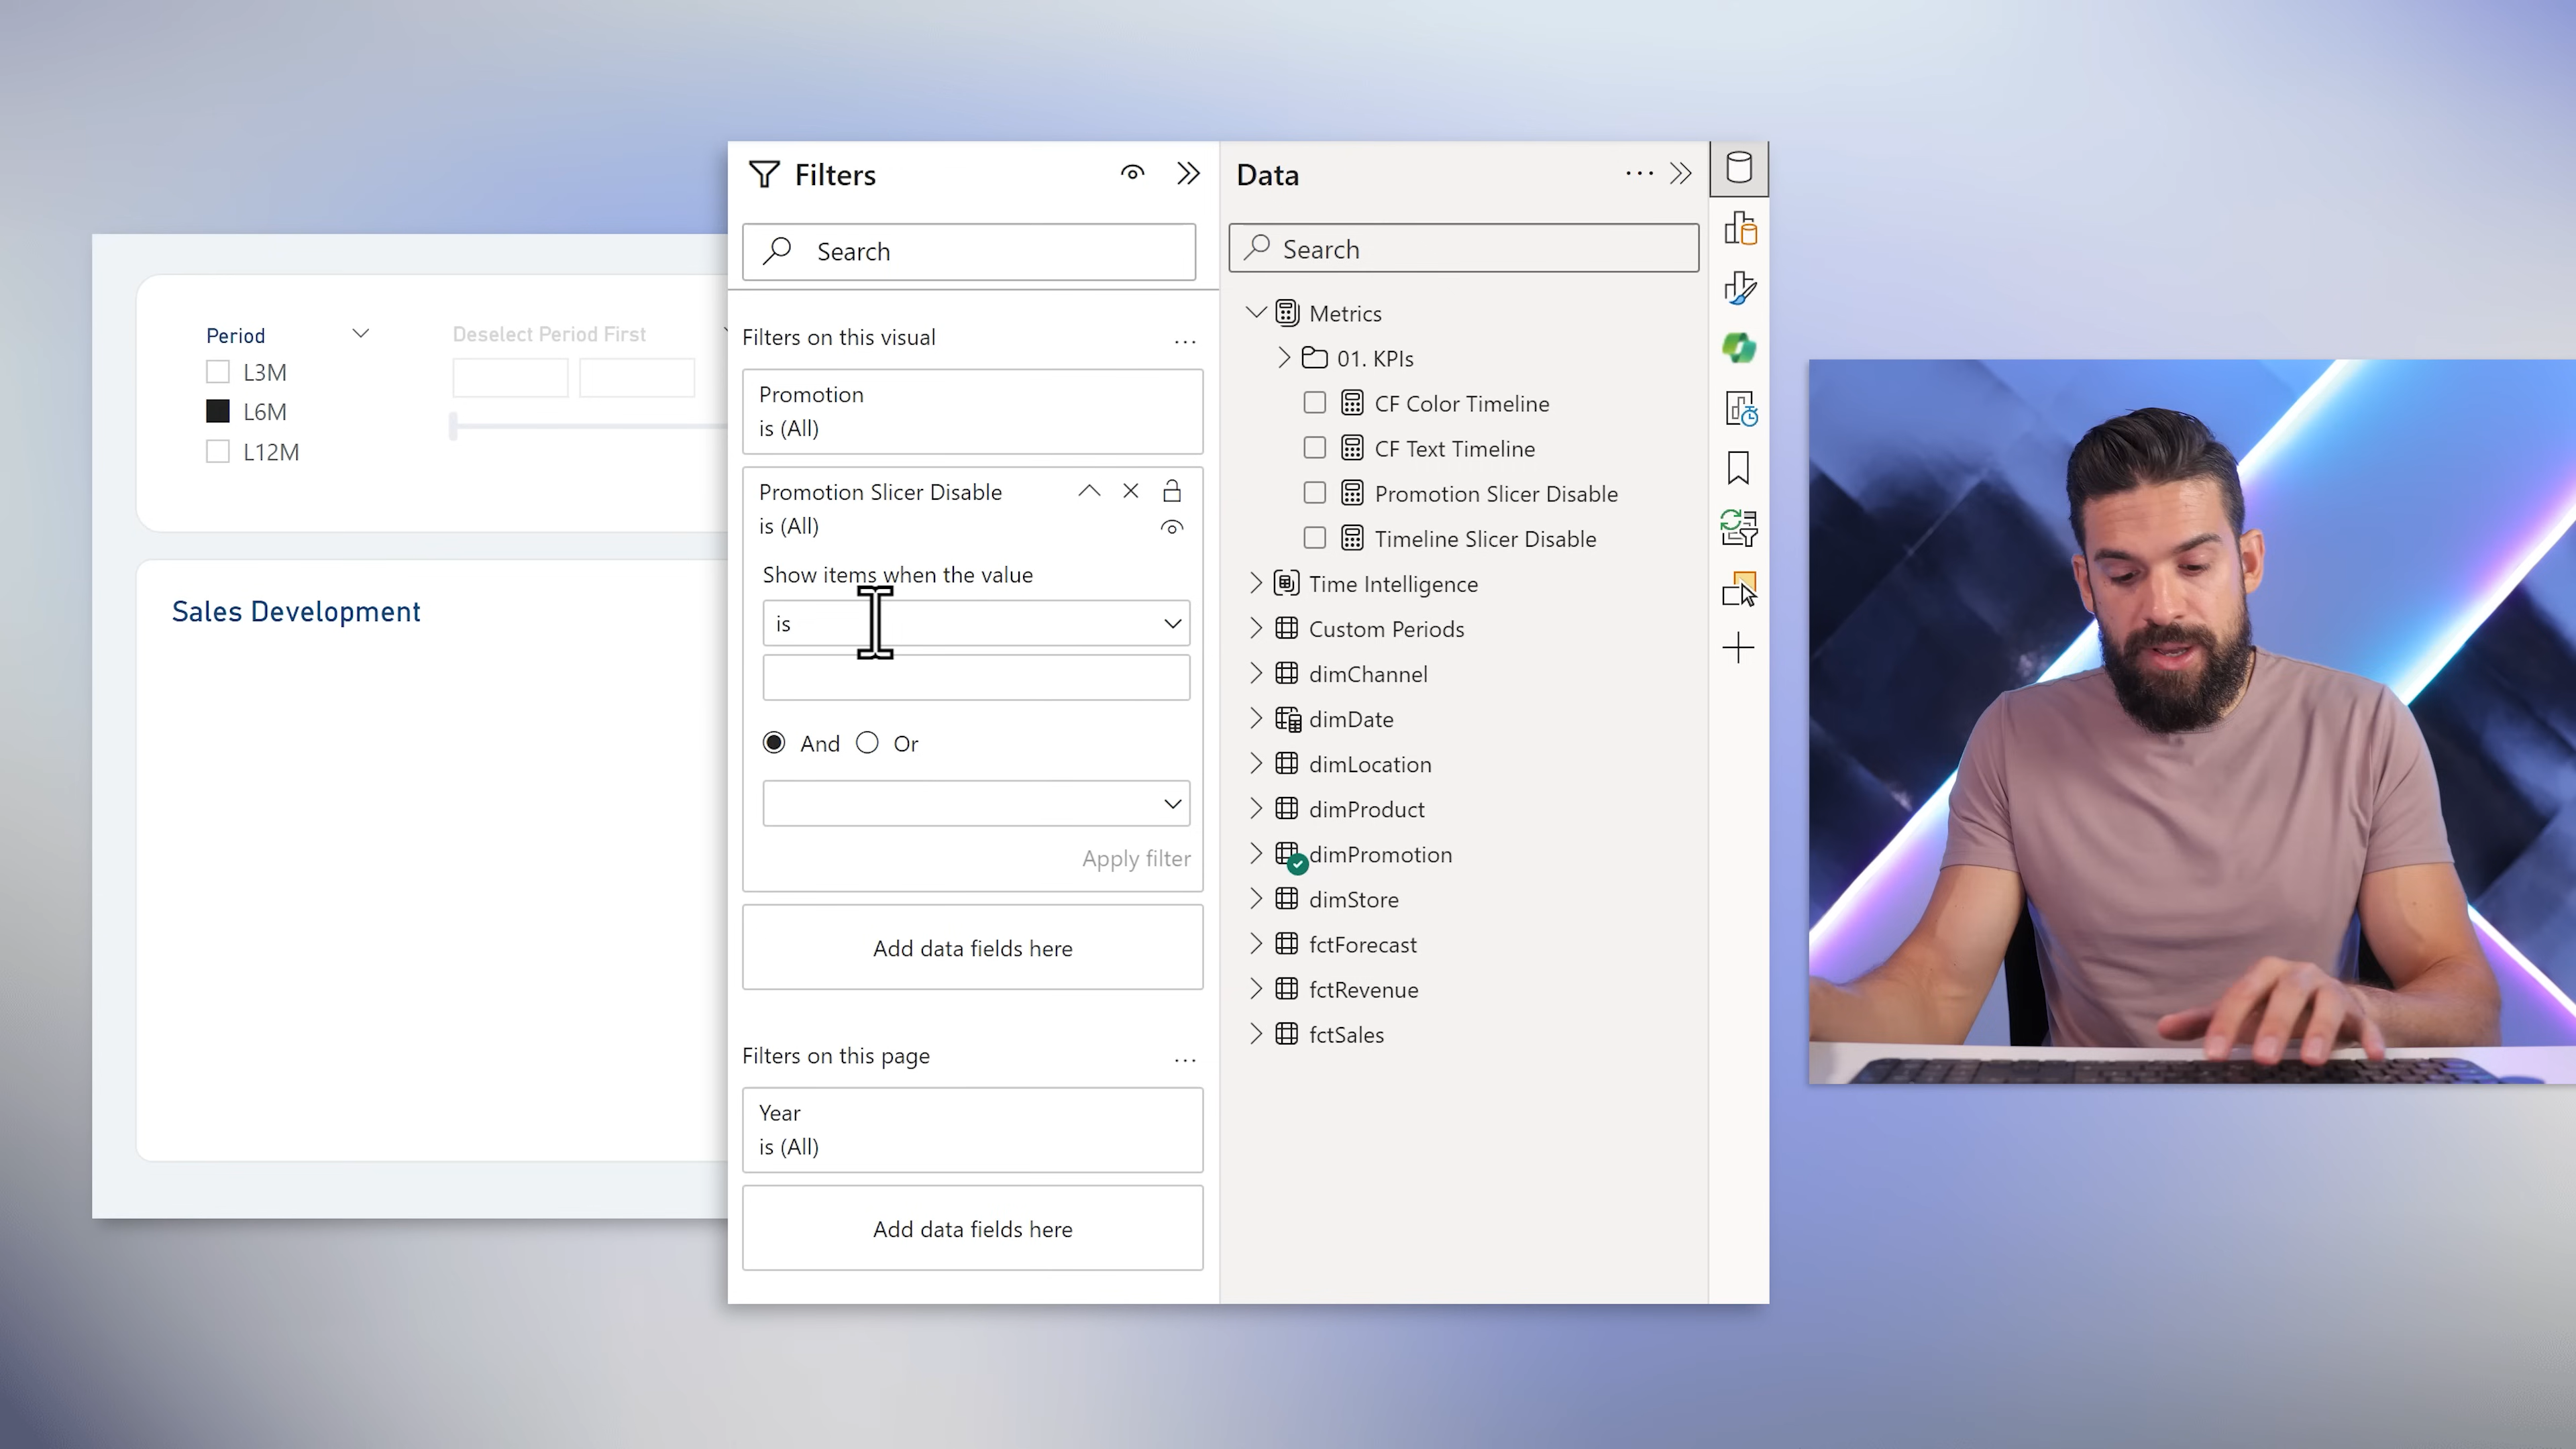 Period
L3M
L6M
L12M
Deselect Period First
Sales Development
Filters
Search
Filters on this visual
...
Promotion
is (All)
Promotion Slicer Disable
is (All)
Show items when the value
is
And
Or
Apply filter
Add data fields here
Filters on this page
...
Year
is (All)
Add data fields here
Data
...
Search
Metrics
01. KPIs
CF Color Timeline
CF Text Timeline
Promotion Slicer Disable
Timeline Slicer Disable
Time Intelligence
Custom Periods
dimChannel
dimDate
dimLocation
dimProduct
dimPromotion
dimStore
fctForecast
fctRevenue
fctSales